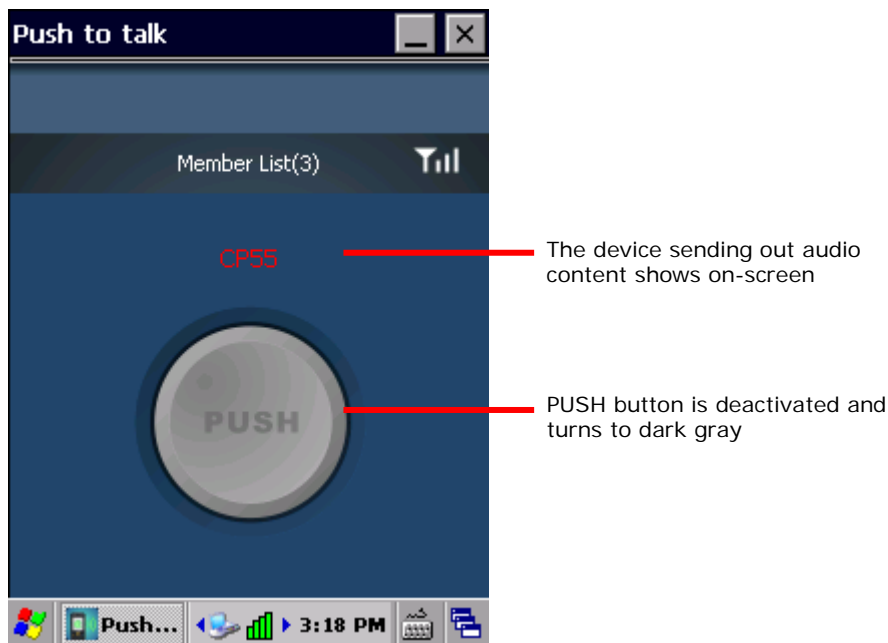 Push to talk
Member List(3)
CP55
The device sending out audio
content shows on-screen
PUSH
PUSH button is deactivated and
turns to dark gray
Push...
3:18 PM